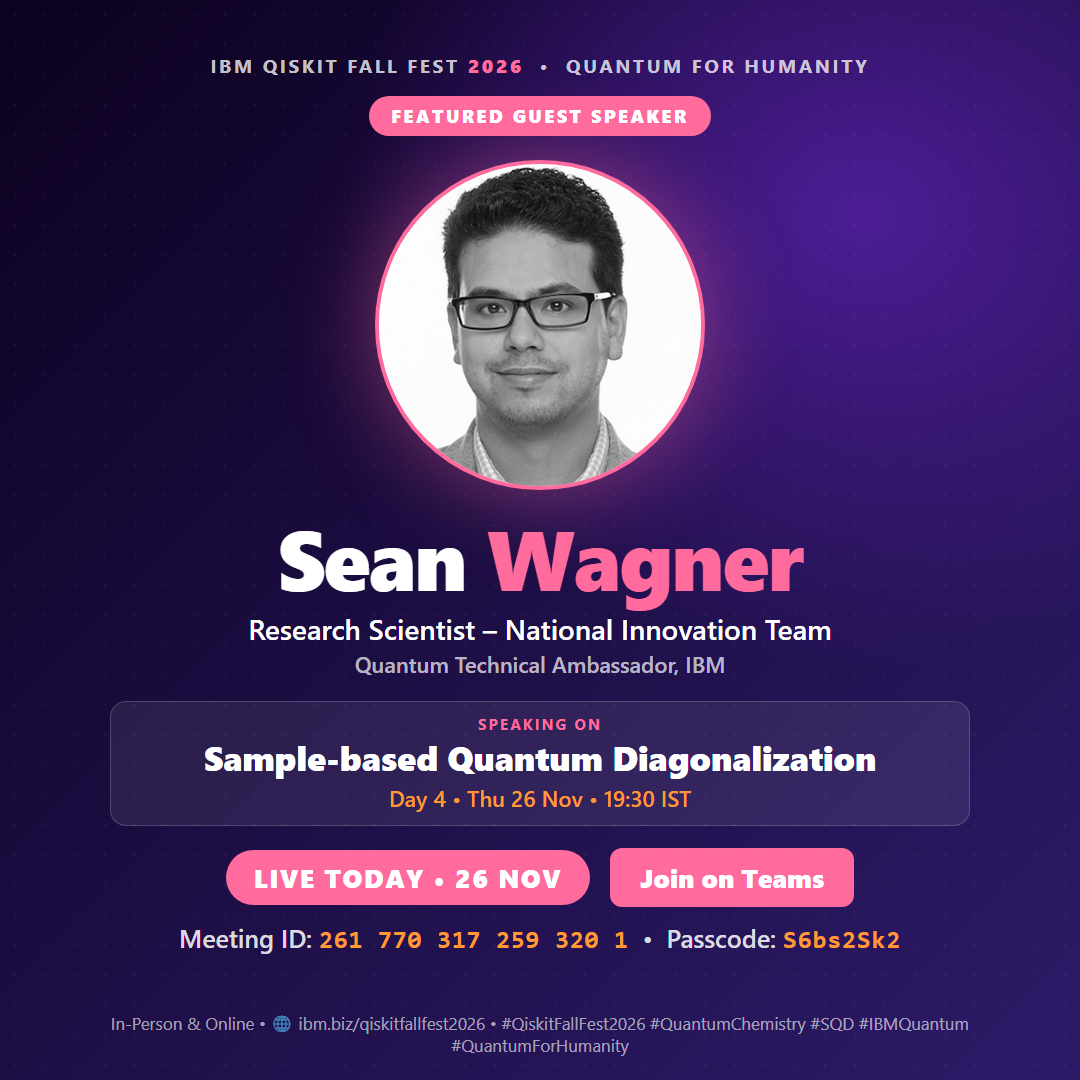 IBM QISKIT FALL FEST 2026 • QUANTUM FOR HUMANITY
FEATURED GUEST SPEAKER
Sean Wagner
Research Scientist – National Innovation Team
Quantum Technical Ambassador, IBM
SPEAKING ON
Sample-based Quantum Diagonalization
Day 4 • Thu 26 Nov • 19:30 IST
LIVE TODAY • 26 NOV
Join on Teams
Meeting ID: 261 770 317 259 320 1 • Passcode: S6bs2Sk2
In-Person & Online • 🌐 ibm.biz/qiskitfallfest2026 • #QiskitFallFest2026 #QuantumChemistry #SQD #IBMQuantum
#QuantumForHumanity